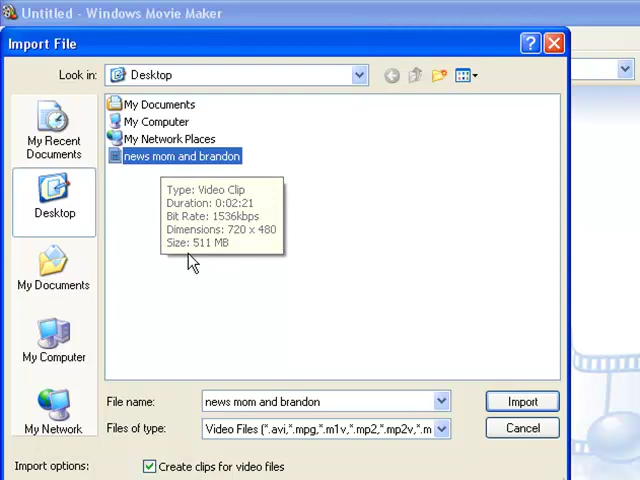 Untitled - Windows Movie Maker
Import File
Look in:
Desktop
My Recent
Documents
Desktop
My Documents
My Computer
My Network
My Documents
My Computer
My Network Places
news mom and brandon
Type: Video Clip
Duration: 0:02:21
Bit Rate: 1536kbps
Dimensions: 720 x 480
Size: 511 MB
File name:
news mom and brandon
Import
Files of type:
Video Files (*.avi,*.mpg,*.m1v,*.mp2,*.mp2v,*.m
Cancel
Import options:
Create clips for video files